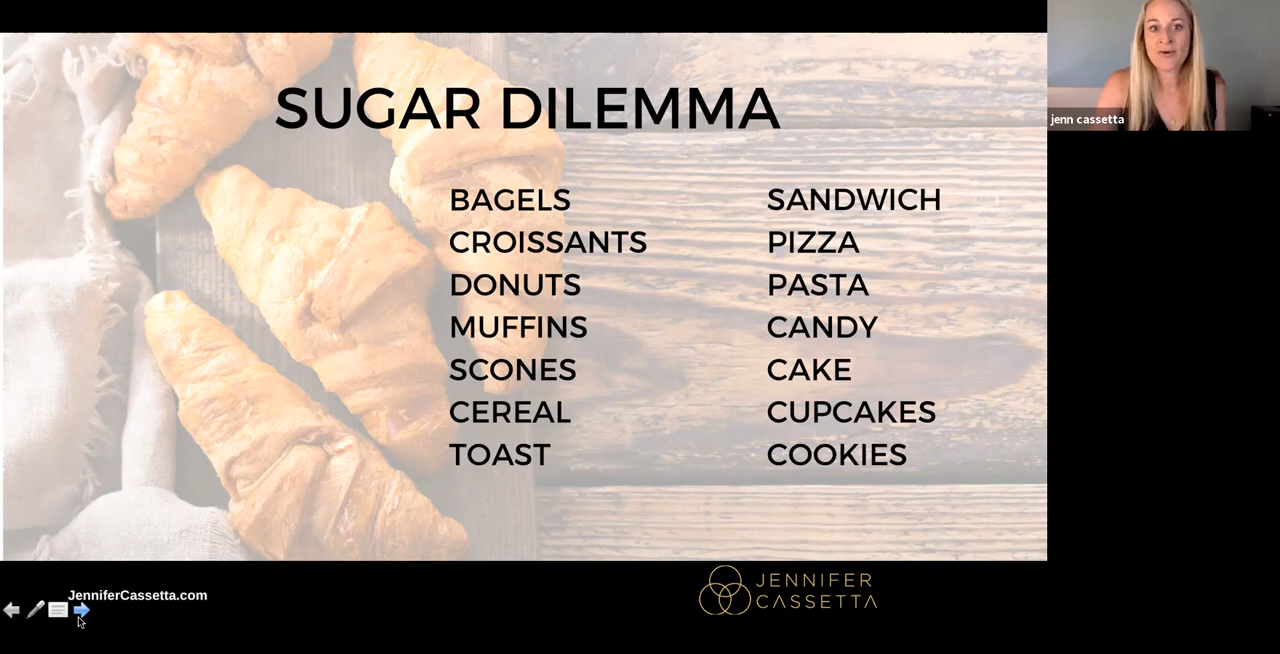 SUGAR DILEMMA
BAGELS
CROISSANTS
DONUTS
MUFFINS
SCONES
CEREAL
TOAST
SANDWICH
PIZZA
PASTA
CANDY
CAKE
CUPCAKES
COOKIES
jenn cassetta
JenniferCassetta.com
JENNIFER
CASSETTA